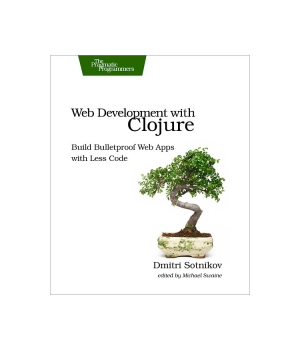 The
Pragmatic
Programmers
Web Development with
Clojure
Build Bulletproof Web Apps
with Less Code
Dmitri Sotnikov
edited by Michael Swaine